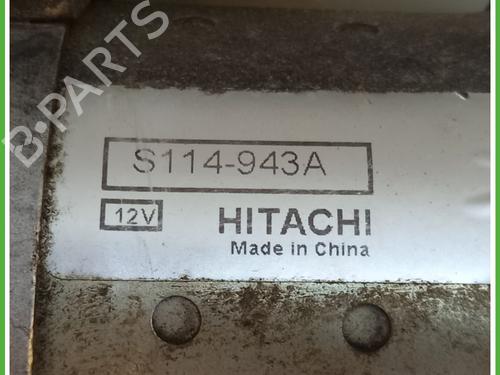 B-PARTS
S114-943A
12V
HITACHI
Made in China